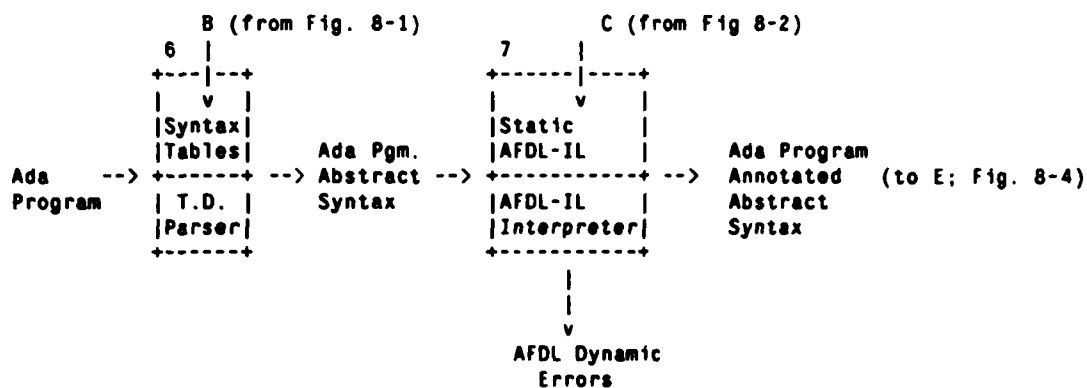 B (from Fig. 8-1)
C (from Fig 8-2)
6
7
Syntax
Tables
Static
AFDL-IL
Ada
Program
-->
T.D.
Parser
-->
Ada Pgm.
Abstract
Syntax
-->
AFDL-IL
Interpreter
-->
Ada Program
Annotated
Abstract
Syntax
(to E; Fig. 8-4)
AFDL Dynamic
Errors